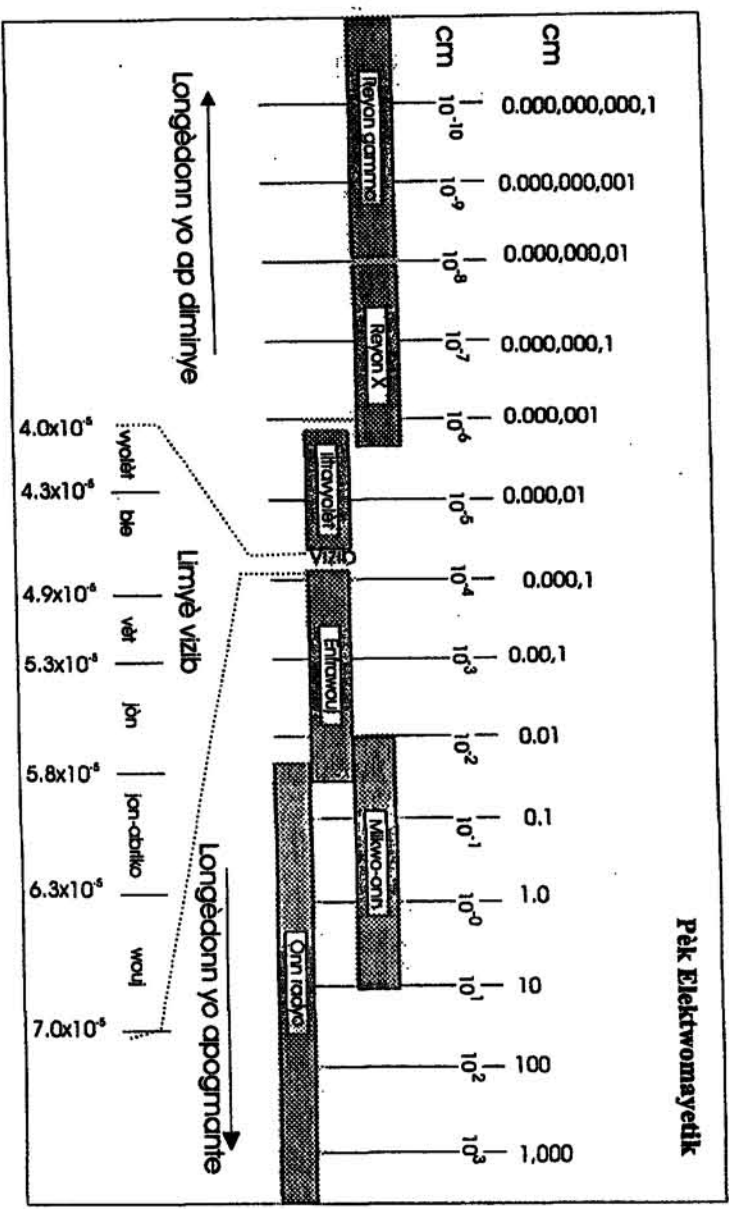 Pèk Elektwomayetik
cm 0.000,000,000,1 0.000,000,001 0.000,000,01 0.000,000,1 0.000,001 0.000,01 0.000,1 0.00,1 0.01 0.1 1.0 10 100 1,000
cm 10-10 10-9 10-8 10-7 10-6 10-5 10-4 10-3 10-2 10-1 10-0 101 102 103
Reyon gamma Reyon X Mikwo-onn
iltravyolèt Vizib Enfrawouj
Onn radyo
Longèdonn yo ap diminye Limyè vizib Longèdonn yo apogmante
vyolèt ble vèt jòn jon-abriko wouj
4.0x10-5 4.3x10-5 4.9x10-5 5.3x10-5 5.8x10-5 6.3x10-5 7.0x10-5